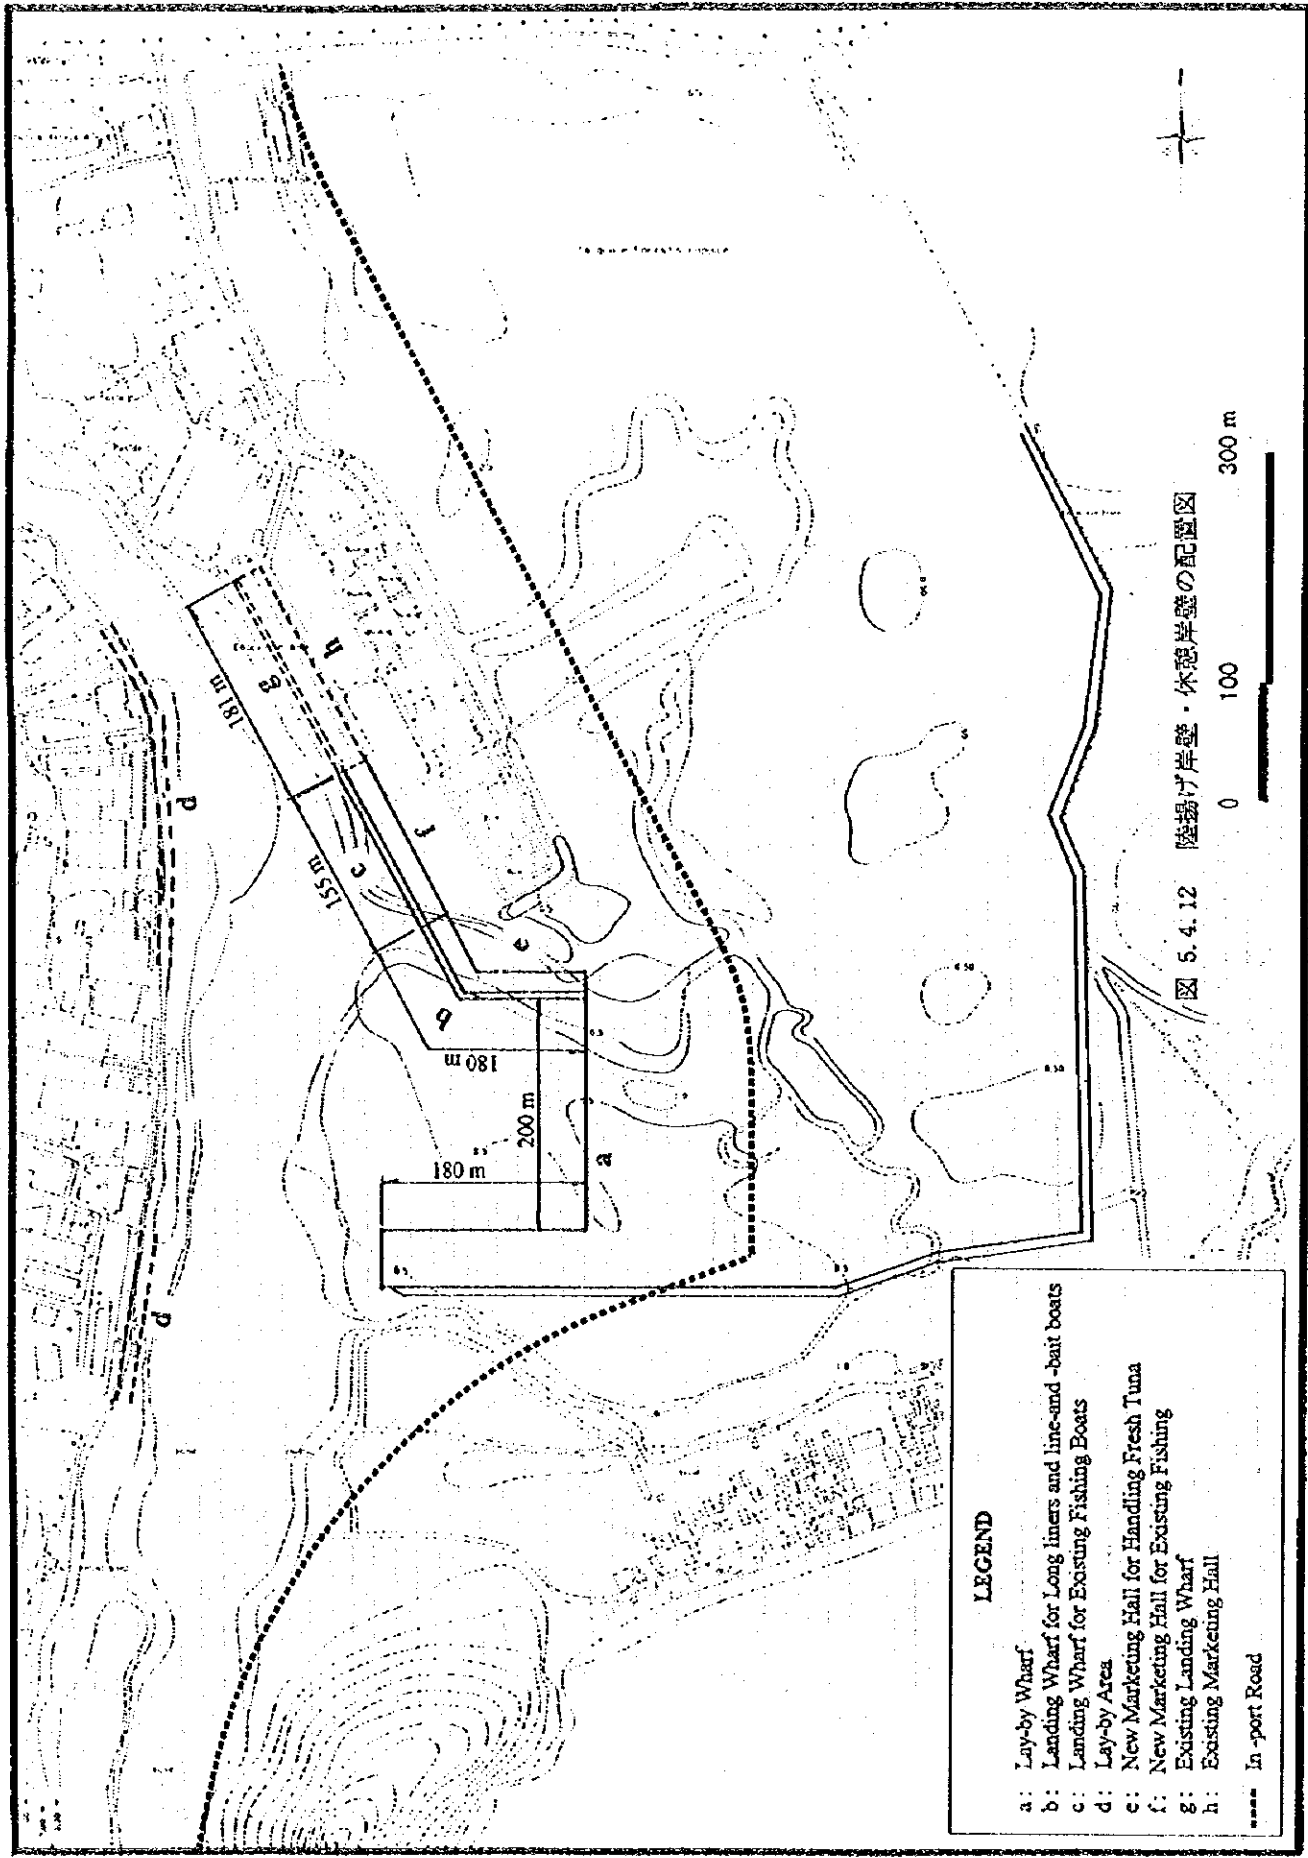 d
d
181 m
155 m
180 m
200 m
180 m
g
h
c
f
b
e
a
LEGEND
a : Lay-by Wharf
b : Landing Wharf for Long liners and line-and -bait boats
c : Landing Wharf for Existing Fishing Boats
d : Lay-by Area
e : New Marketing Hall for Handling Fresh Tuna
f : New Marketing Hall for Existing Fishing
g : Existing Landing Wharf
h : Existing Marketing Hall
In -port Road
図 5.4.12 陸揚げ岸壁・休憩岸壁の配置図
0 100 300 m